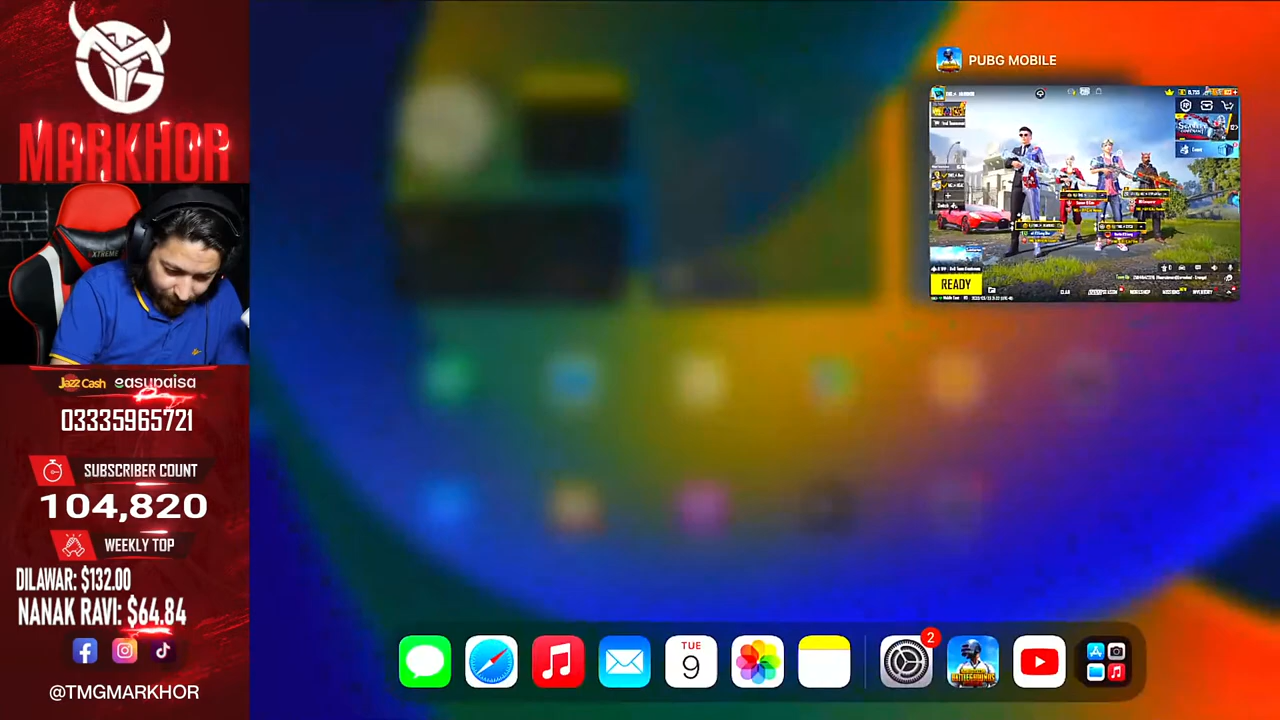 MARKHOR
XTREME
JazzCash easypaisa
03335965721
SUBSCRIBER COUNT
104,820
WEEKLY TOP
DILAWAR: $132.00
NANAK RAVI: $64.84
@TMGMARKHOR
PUBG MOBILE
READY
TUE
9
2